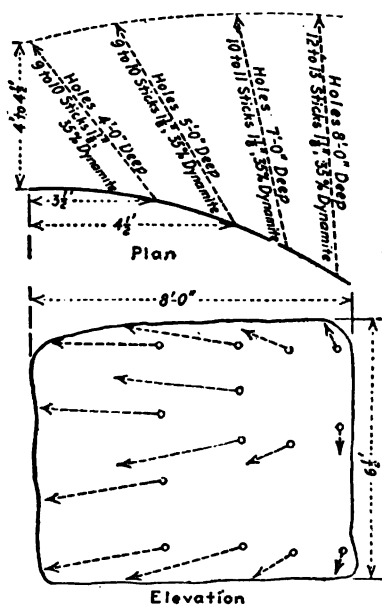 4' to 4½'
Holes 4'-0" Deep
9 to 10 Sticks 1⅛"
35% Dynamite
Holes 5'-0" Deep
9 to 10 Sticks 1⅛", 35% Dynamite
Holes 7'-0" Deep
10 to 11 Sticks 1⅛", 35% Dynamite
Holes 8'-0" Deep
12 to 15 Sticks 1⅛", 35% Dynamite
3½'
4½'
Plan
8'-0"
Elevation